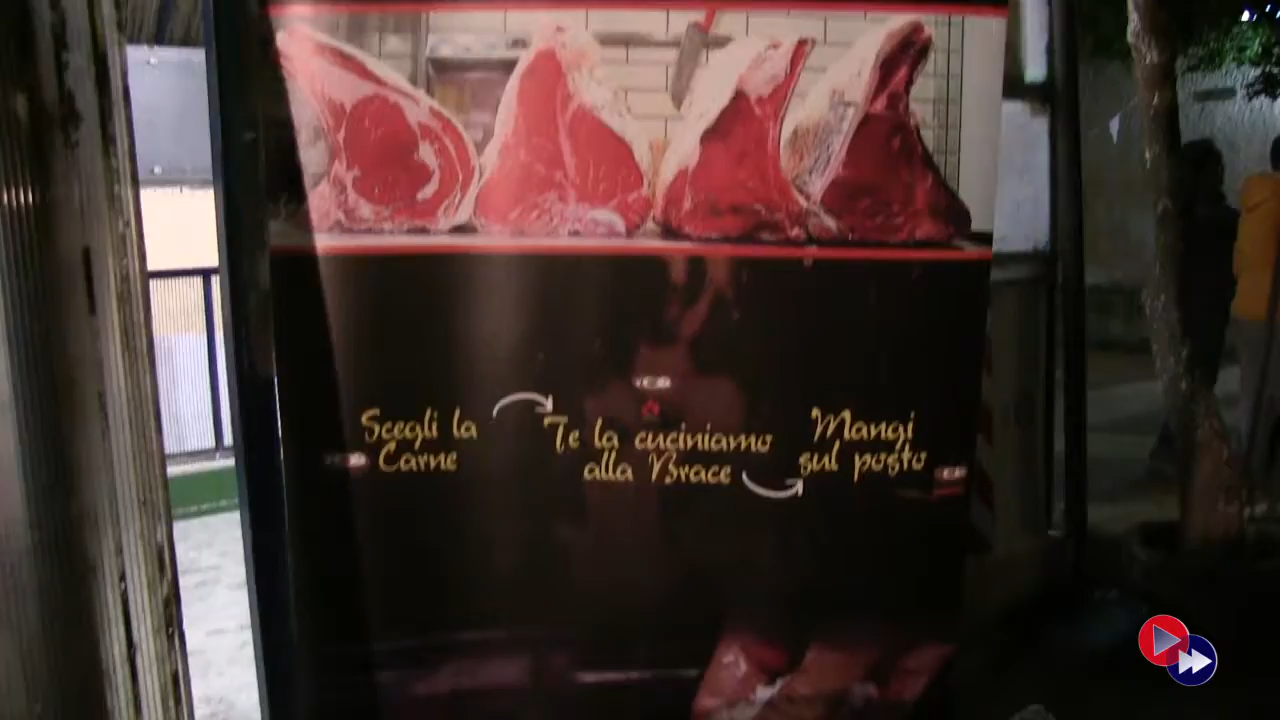 Scegli la
Carne
Te la cuciniamo
alla Brace
Mangi
sul posto